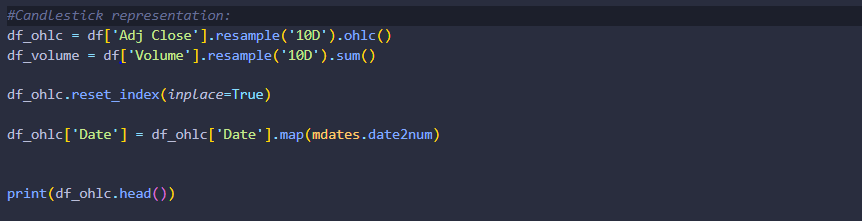 #Candlestick representation:
df_ohlc = df['Adj Close'].resample('10D').ohlc()
df_volume = df['Volume'].resample('10D').sum()
df_ohlc.reset_index(inplace=True)
df_ohlc['Date'] = df_ohlc['Date'].map(mdates.date2num)
print(df_ohlc.head())